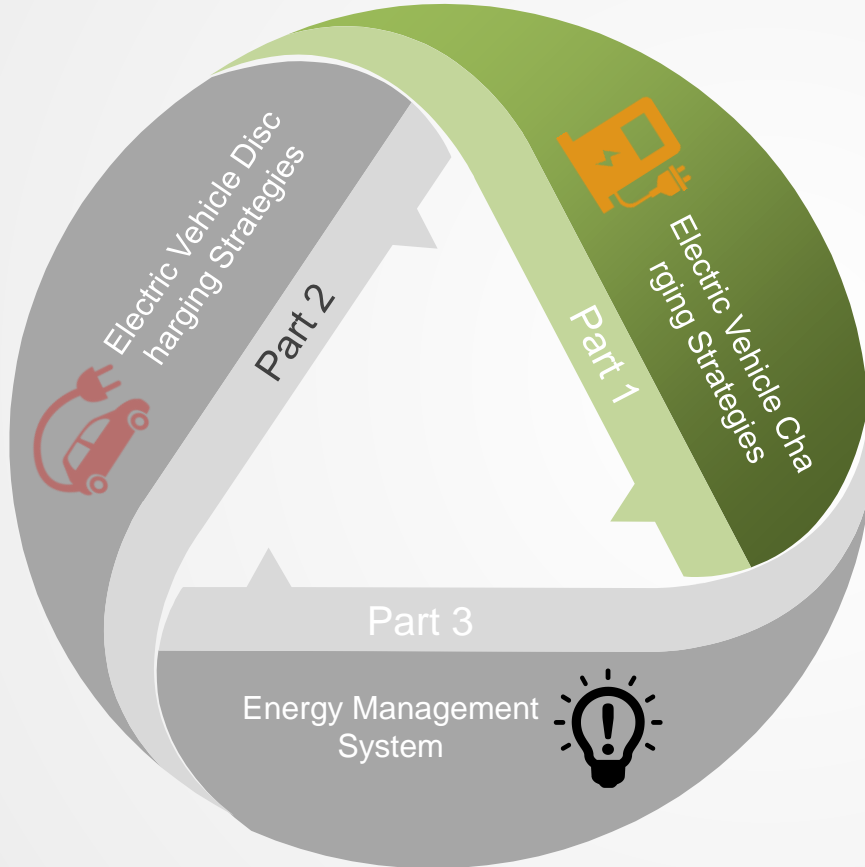 Part 1
Electric Vehicle Cha
rging Strategies
Part 2
Electric Vehicle Disc
harging Strategies
Part 3
Energy Management
System